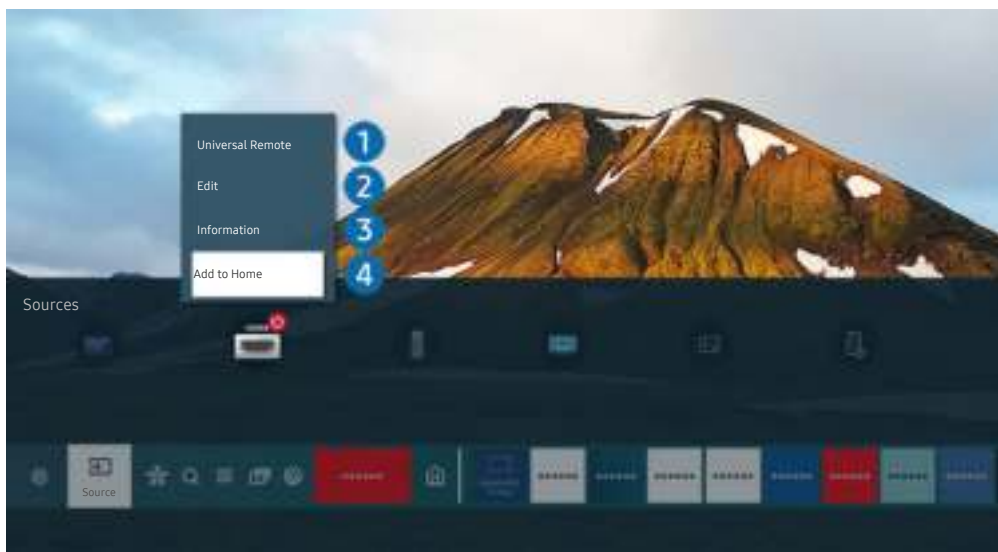 Universal Remote
1
Edit
2
Information
3
Add to Home
4
Sources
Source